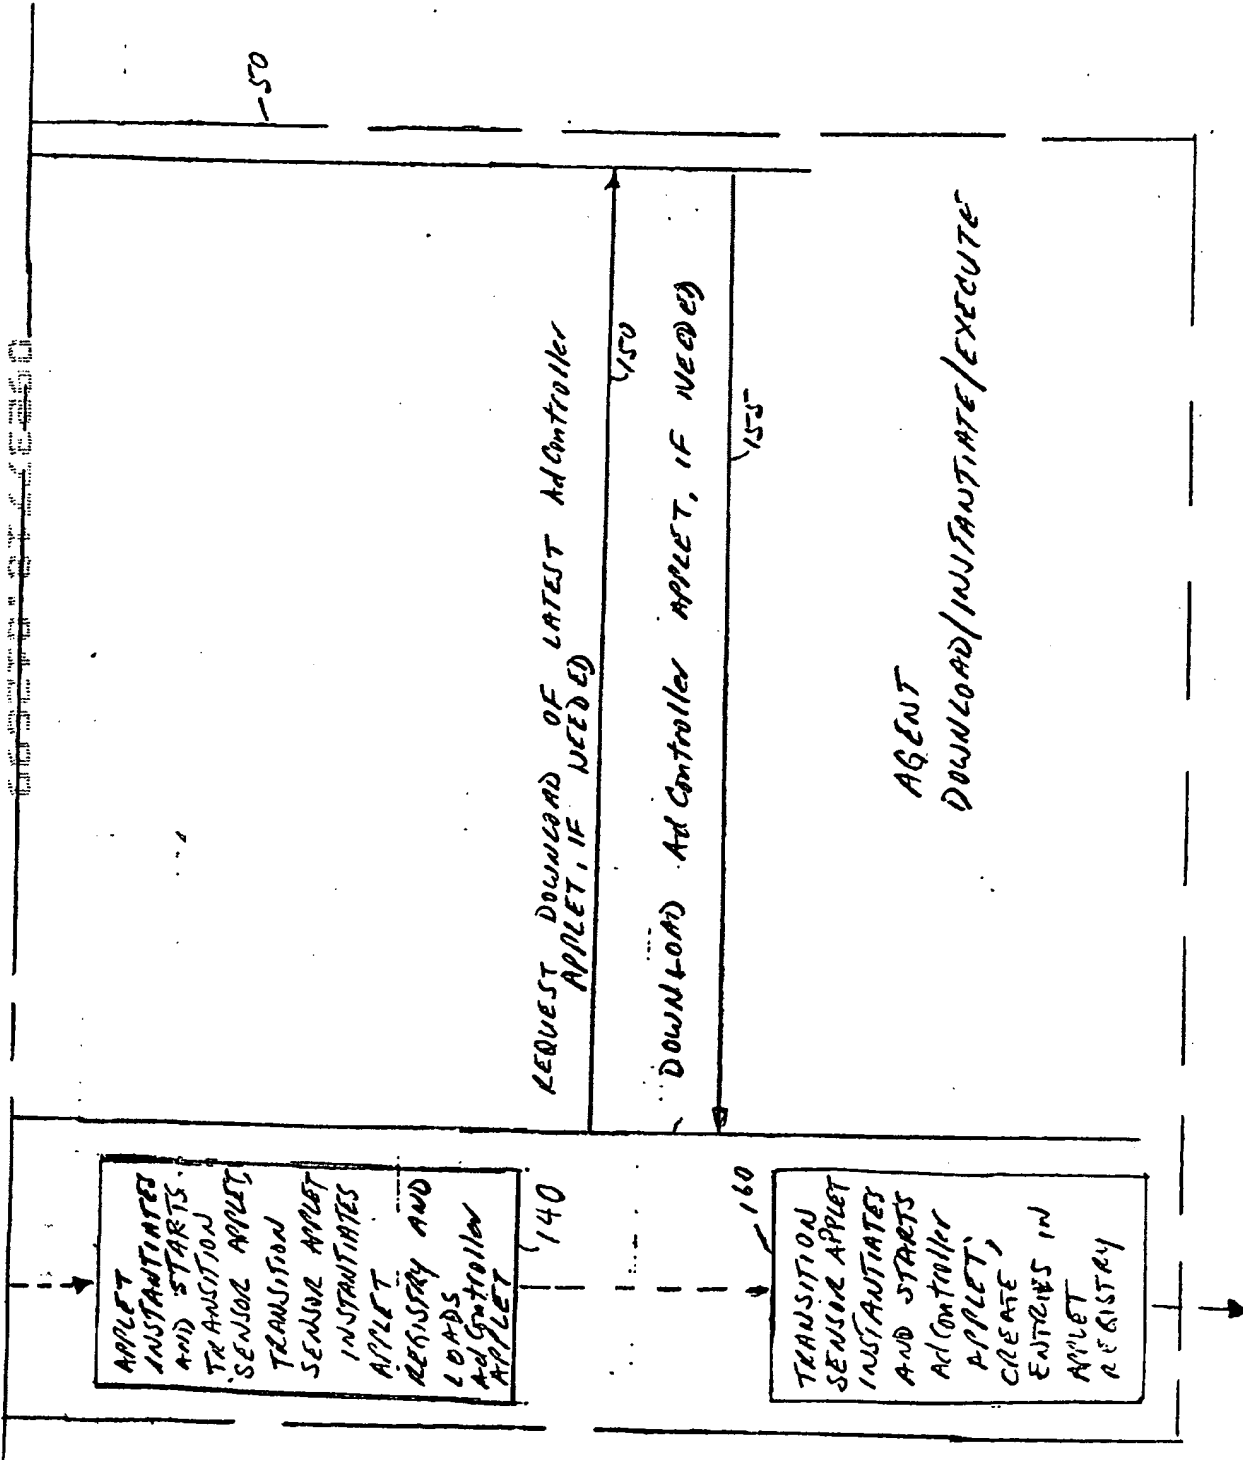 APPLET
INSTANTIATES
AND STARTS
TRANSITION
SENSOR APPLET,
TRANSITION
SENSOR APPLET
INSTANTIATES
APPLET
REGISTRY AND
LOADS
AdController
APPLET
140
REQUEST DOWNLOAD OF LATEST AdController
APPLET, IF NEEDED
150
DOWNLOAD AdController APPLET, IF NEEDED
155
160
TRANSITION
SENSOR APPLET
INSTANTIATES
AND STARTS
AdController
APPLET,
CREATE
ENTRIES IN
APPLET
REGISTRY
AGENT
DOWNLOAD/INSTANTIATE/EXECUTE
50